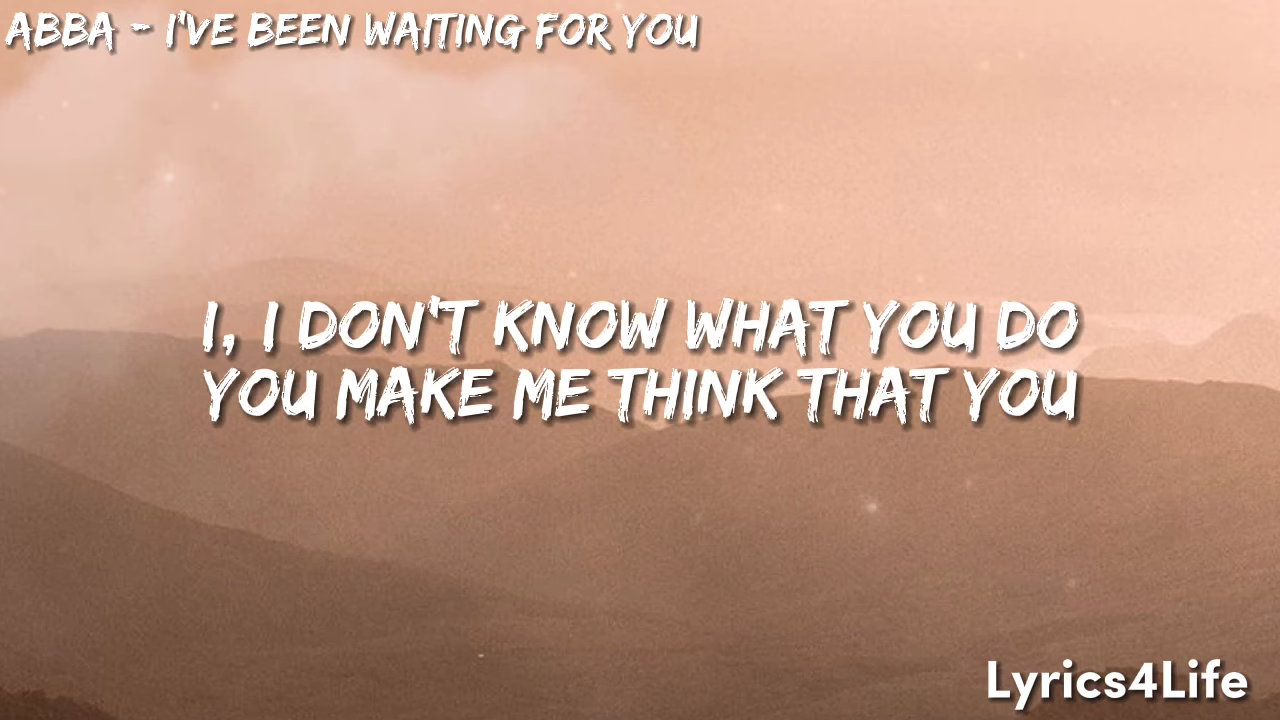 ABBA - I'VE BEEN WAITING FOR YOU
I, I DON'T KNOW WHAT YOU DO
YOU MAKE ME THINK THAT YOU
Lyrics4Life